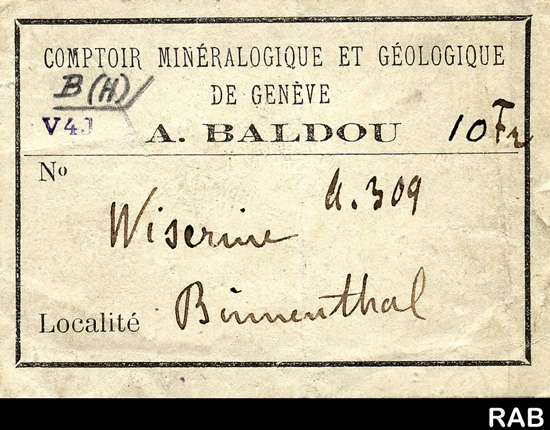 COMPTOIR MINÉRALOGIQUE ET GÉOLOGIQUE
B(H)/
DE GENÈVE
V4J
A. BALDOU 10 Fr
No
a.309
Wiserine
Localité Binnenthal
RAB